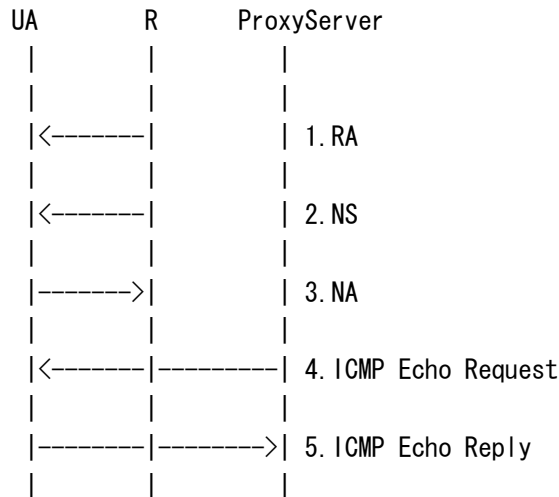 UA R ProxyServer
| | |
| | |
|<-------| | 1.RA
| | |
|<-------| | 2.NS
| | |
|------->| | 3.NA
| | |
|<-------|--------| 4.ICMP Echo Request
| | |
|--------|------->| 5.ICMP Echo Reply
| | |